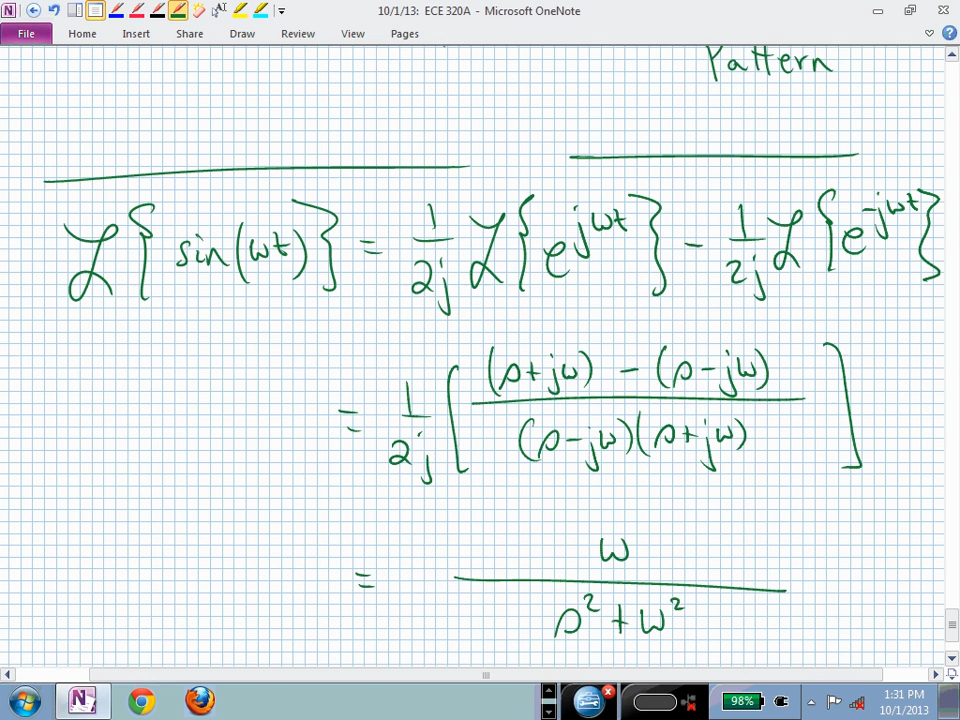 10/1/13: ECE 320A - Microsoft OneNote
File Home Insert Share Draw Review View Pages
Pattern
ℒ{sin(ωt)} = 1/2j ℒ{e^jωt} - 1/2j ℒ{e^-jωt}
= 1/2j [(s+jω) - (s-jω) / (s-jω)(s+jω)]
= ω / s²+ω²
98%
1:31 PM
10/1/2013